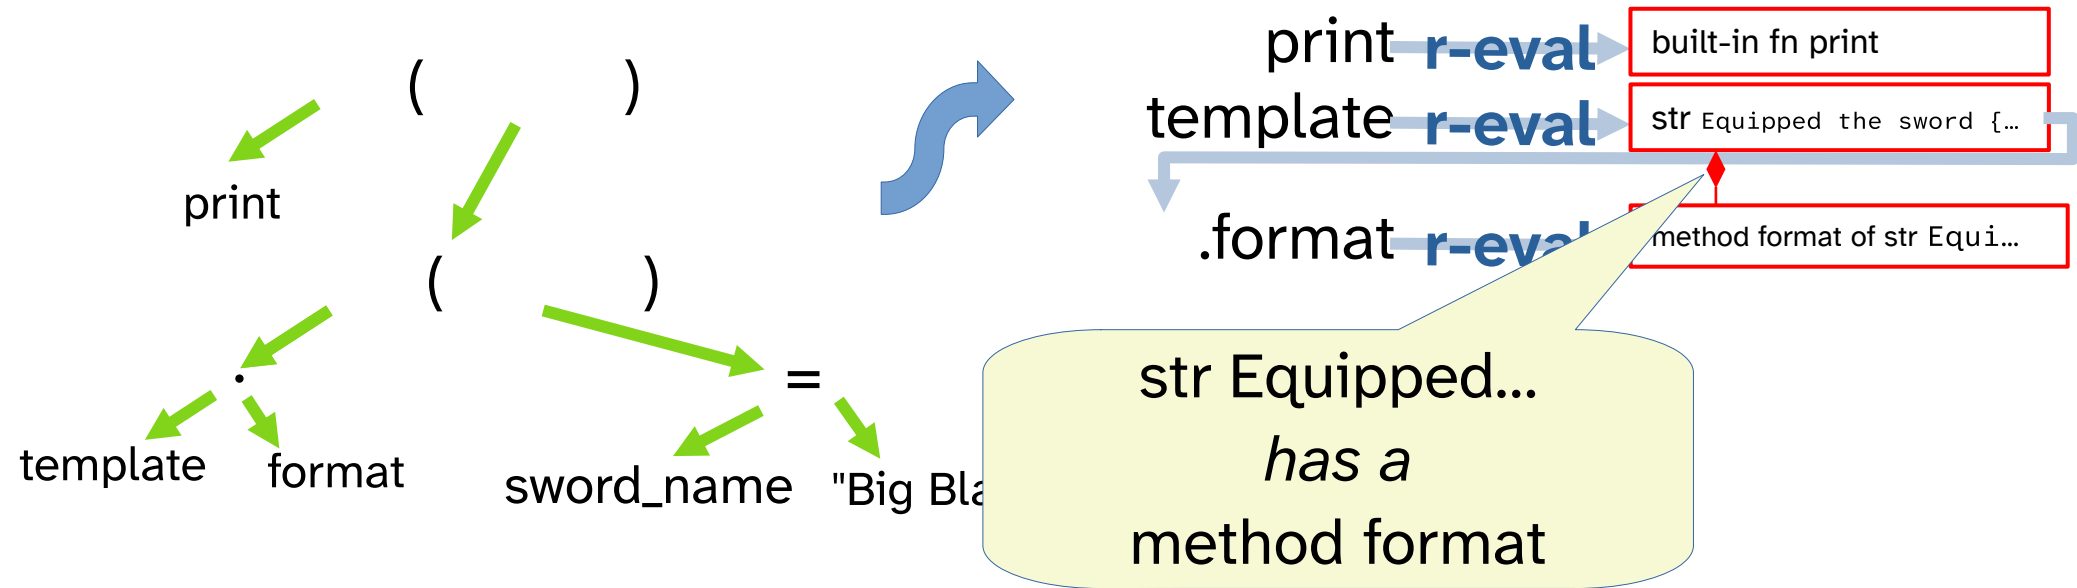 ( )
print
( )
.
=
template format
sword_name "Big Bla
print r-eval built-in fn print
template r-eval str Equipped the sword {…
.format r-eval method format of str Equi…
str Equipped...
has a
method format